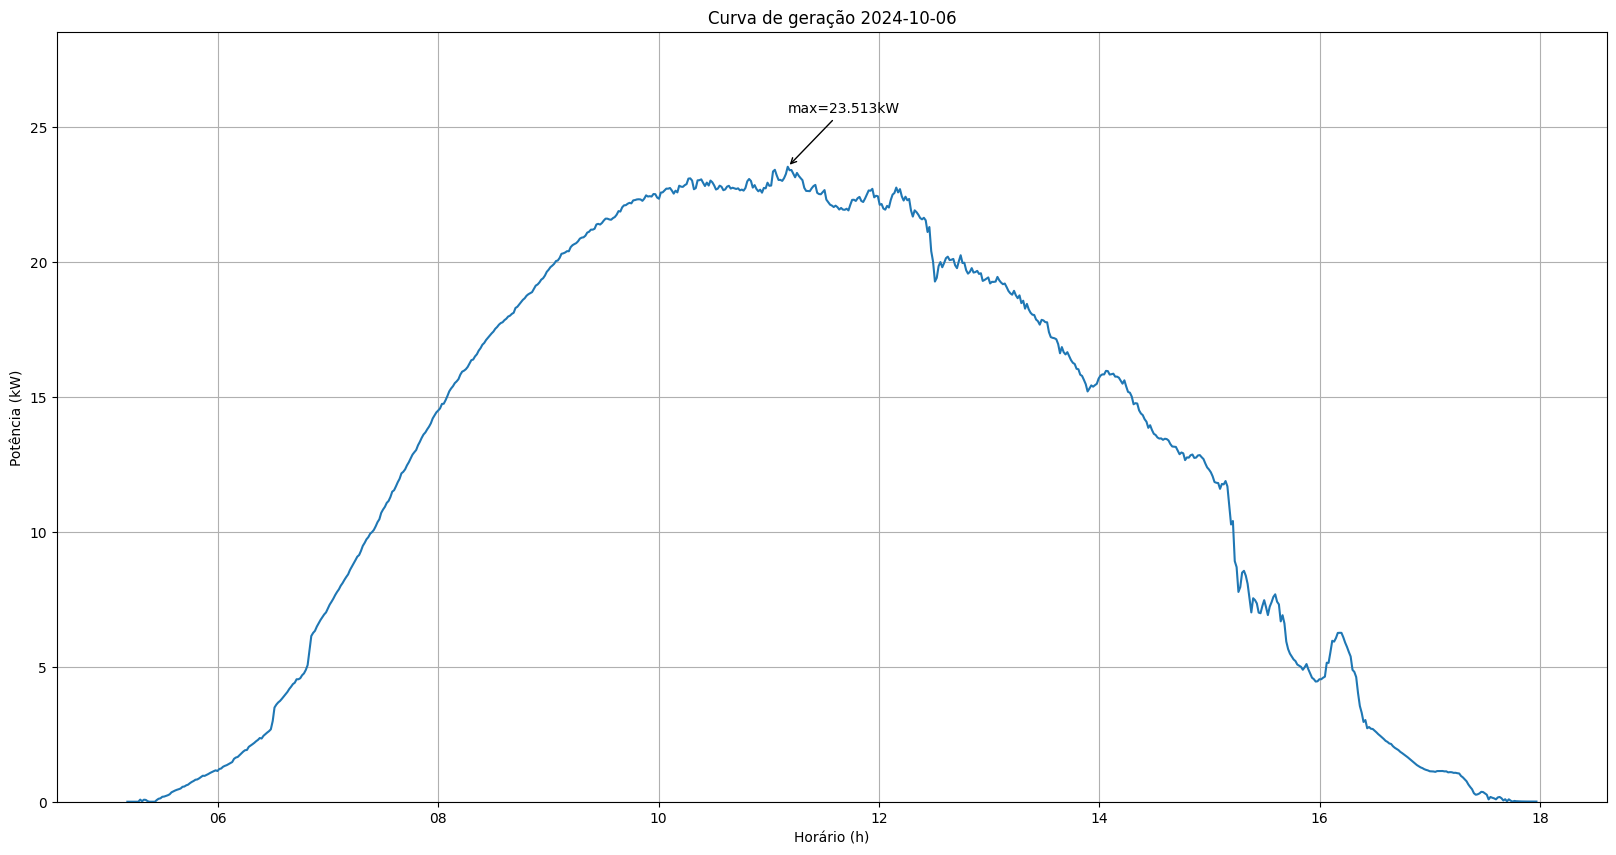 Curva de geração 2024-10-06
max=23.513kW
25
20
15
10
5
0
Potência (kW)
06 08 10 12 14 16 18
Horário (h)